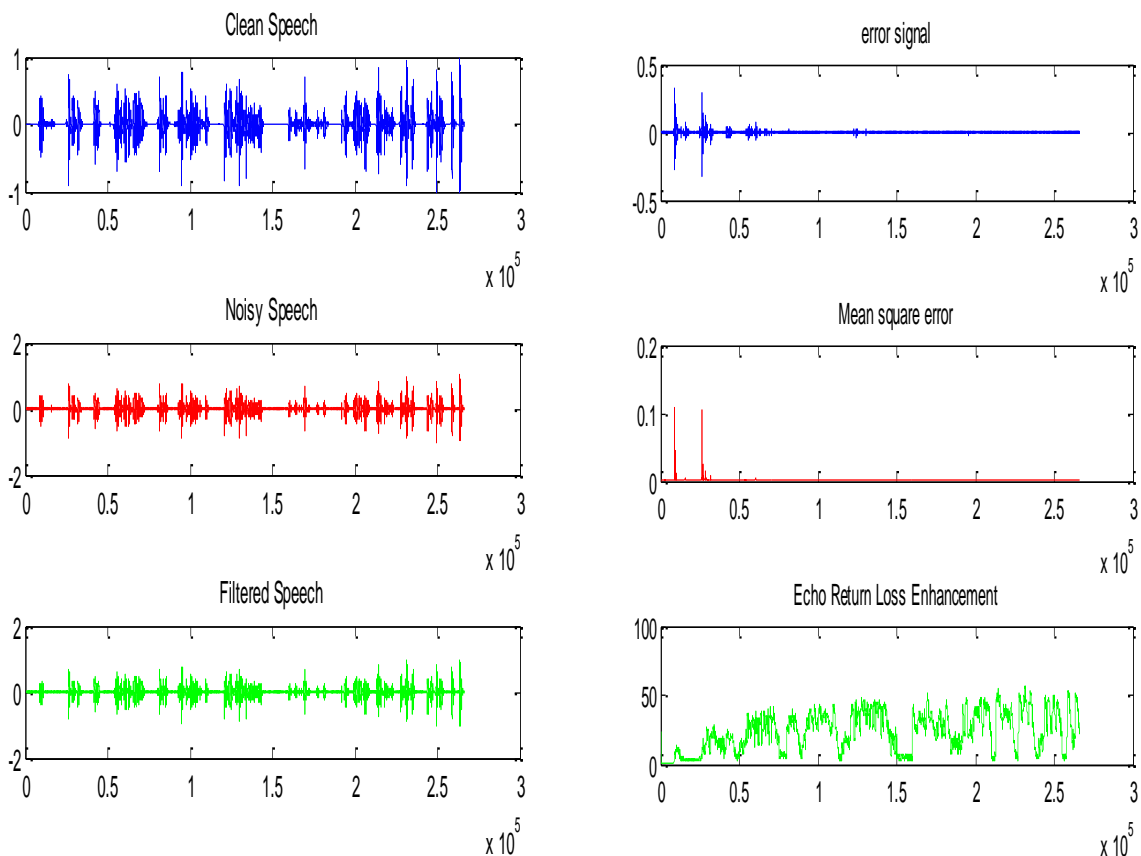 Clean Speech
1
0
-1
0 0.5 1 1.5 2 2.5 3
x 10^5
Noisy Speech
2
0
-2
0 0.5 1 1.5 2 2.5 3
x 10^5
Filtered Speech
2
0
-2
0 0.5 1 1.5 2 2.5 3
x 10^5
error signal
0.5
0
-0.5
0 0.5 1 1.5 2 2.5 3
x 10^5
Mean square error
0.2
0.1
0
0 0.5 1 1.5 2 2.5 3
x 10^5
Echo Return Loss Enhancement
100
50
0
0 0.5 1 1.5 2 2.5 3
x 10^5